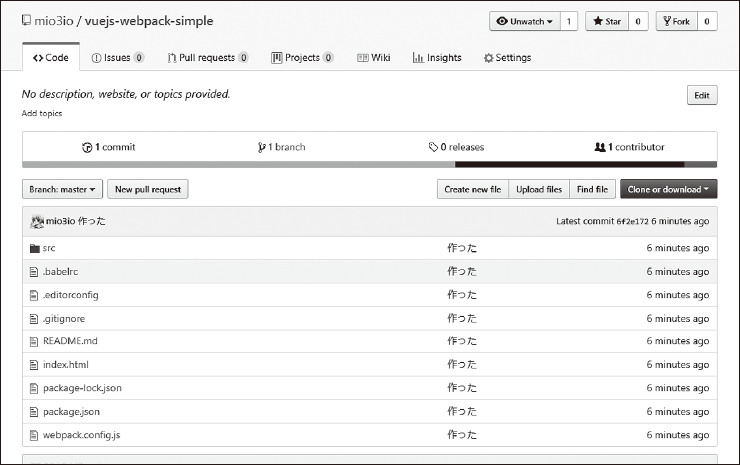 mio3io / vuejs-webpack-simple
Unwatch 1 Star 0 Fork 0
Code Issues 0 Pull requests 0 Projects 0 Wiki Insights Settings
No description, website, or topics provided. Edit
Add topics
1 commit 1 branch 0 releases 1 contributor
Branch: master New pull request Create new file Upload files Find file Clone or download
mio3io 作った Latest commit 6f2e172 6 minutes ago
src 作った 6 minutes ago
.babelrc 作った 6 minutes ago
.editorconfig 作った 6 minutes ago
.gitignore 作った 6 minutes ago
README.md 作った 6 minutes ago
index.html 作った 6 minutes ago
package-lock.json 作った 6 minutes ago
package.json 作った 6 minutes ago
webpack.config.js 作った 6 minutes ago